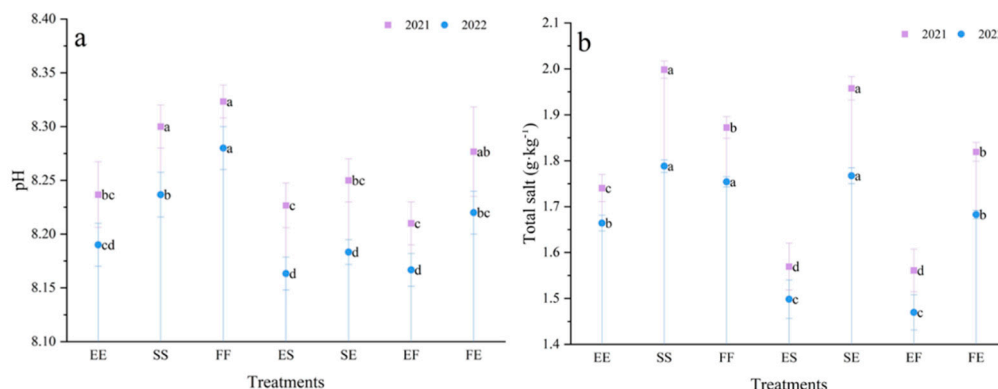 a
2021 2022
8.40
8.35
8.30
8.25
8.20
8.15
8.10
pH
bc
cd
a
b
a
a
c
d
bc
d
c
d
ab
bc
EE SS FF ES SE EF FE
Treatments
b
2021 202
2.1
2.0
1.9
1.8
1.7
1.6
1.5
1.4
Total salt (g·kg⁻¹)
c
b
a
a
b
a
d
c
a
a
d
c
b
b
EE SS FF ES SE EF FE
Treatments